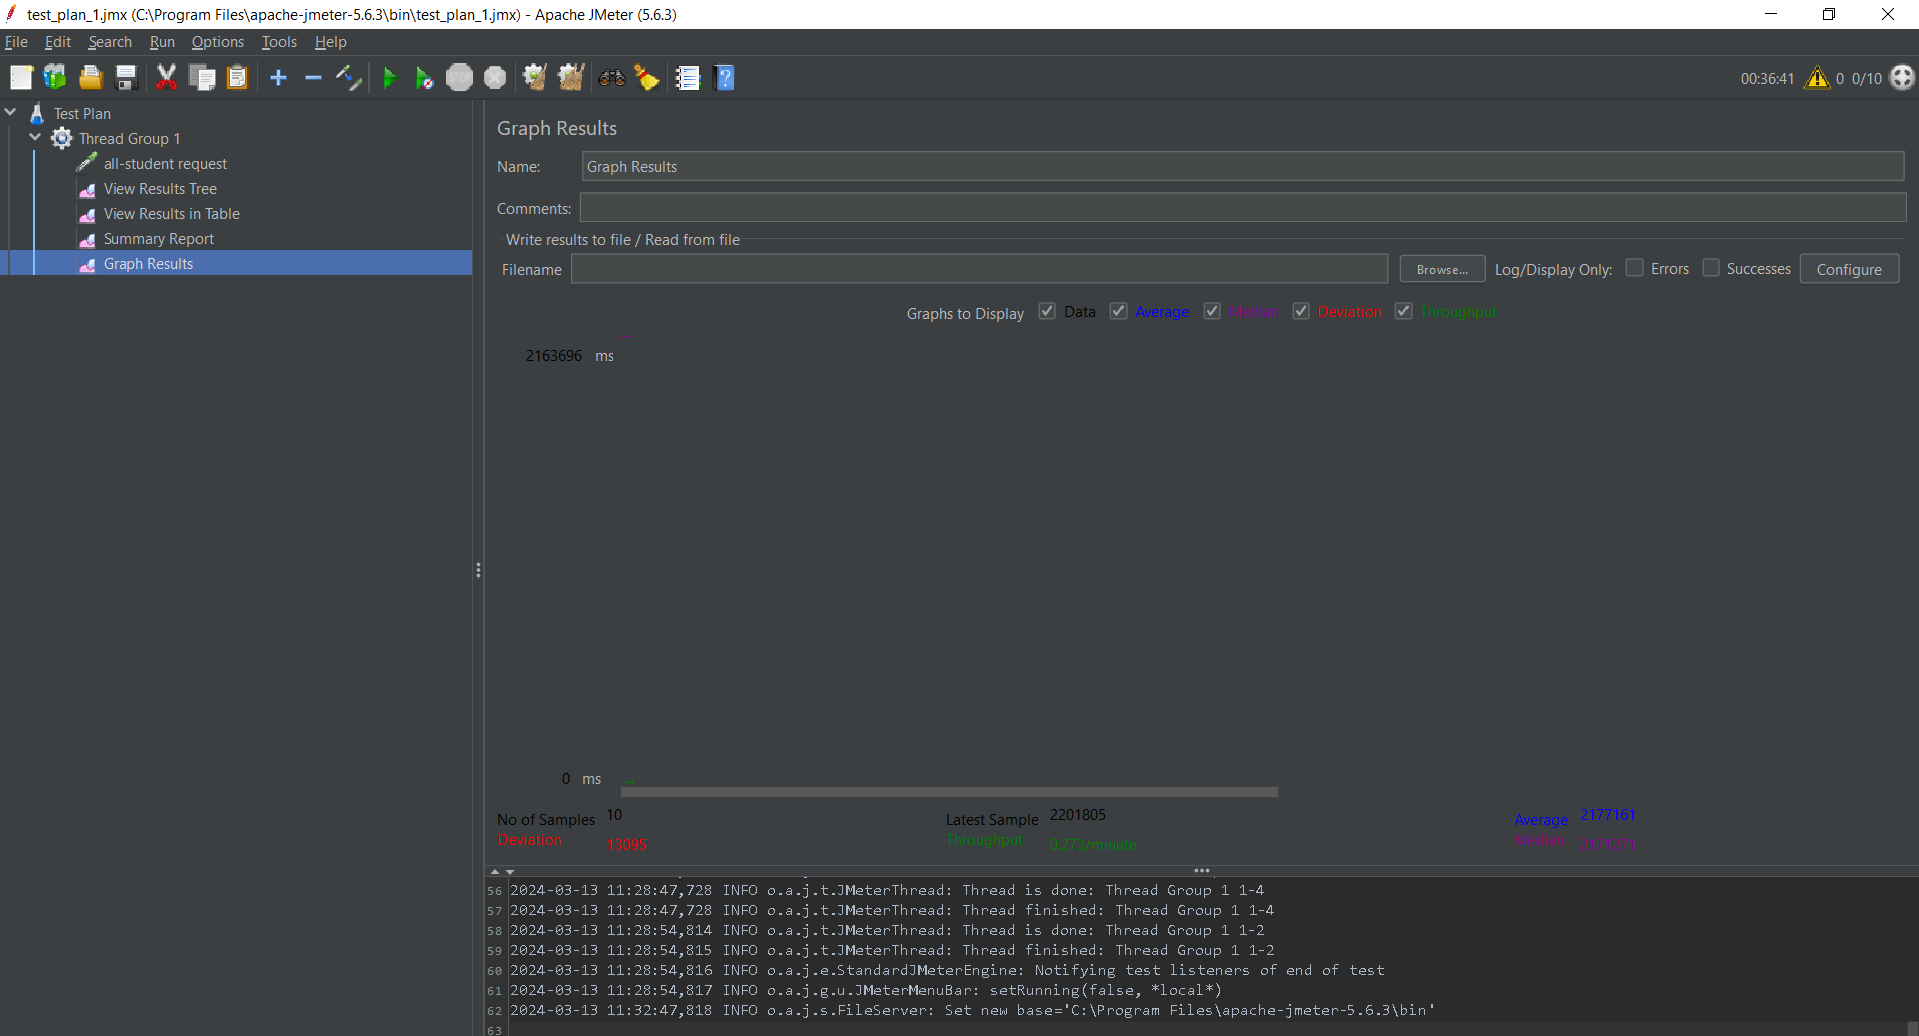 test_plan_1.jmx (C:\Program Files\apache-jmeter-5.6.3\bin\test_plan_1.jmx) - Apache JMeter (5.6.3)
File Edit Search Run Options Tools Help
STOP ? 00:36:41 0 0/10
Test Plan
Thread Group 1
all-student request
View Results Tree
View Results in Table
Summary Report
Graph Results
Graph Results
Name: Graph Results
Comments:
Write results to file / Read from file
Filename Browse... Log/Display Only: Errors Successes Configure
Graphs to Display Data Average Median Deviation Throughput
2163696 ms
0 ms
No of Samples 10 Latest Sample 2201805 Average 2177161
Deviation 13095 Throughput 0.273/minute Median
56 2024-03-13 11:28:47,728 INFO o.a.j.t.JMeterThread: Thread is done: Thread Group 1 1-4
57 2024-03-13 11:28:47,728 INFO o.a.j.t.JMeterThread: Thread finished: Thread Group 1 1-4
58 2024-03-13 11:28:54,814 INFO o.a.j.t.JMeterThread: Thread is done: Thread Group 1 1-2
59 2024-03-13 11:28:54,815 INFO o.a.j.t.JMeterThread: Thread finished: Thread Group 1 1-2
60 2024-03-13 11:28:54,816 INFO o.a.j.e.StandardJMeterEngine: Notifying test listeners of end of test
61 2024-03-13 11:28:54,817 INFO o.a.j.g.u.JMeterMenuBar: setRunning(false, *local*)
62 2024-03-13 11:32:47,818 INFO o.a.j.s.FileServer: Set new base='C:\Program Files\apache-jmeter-5.6.3\bin'
63